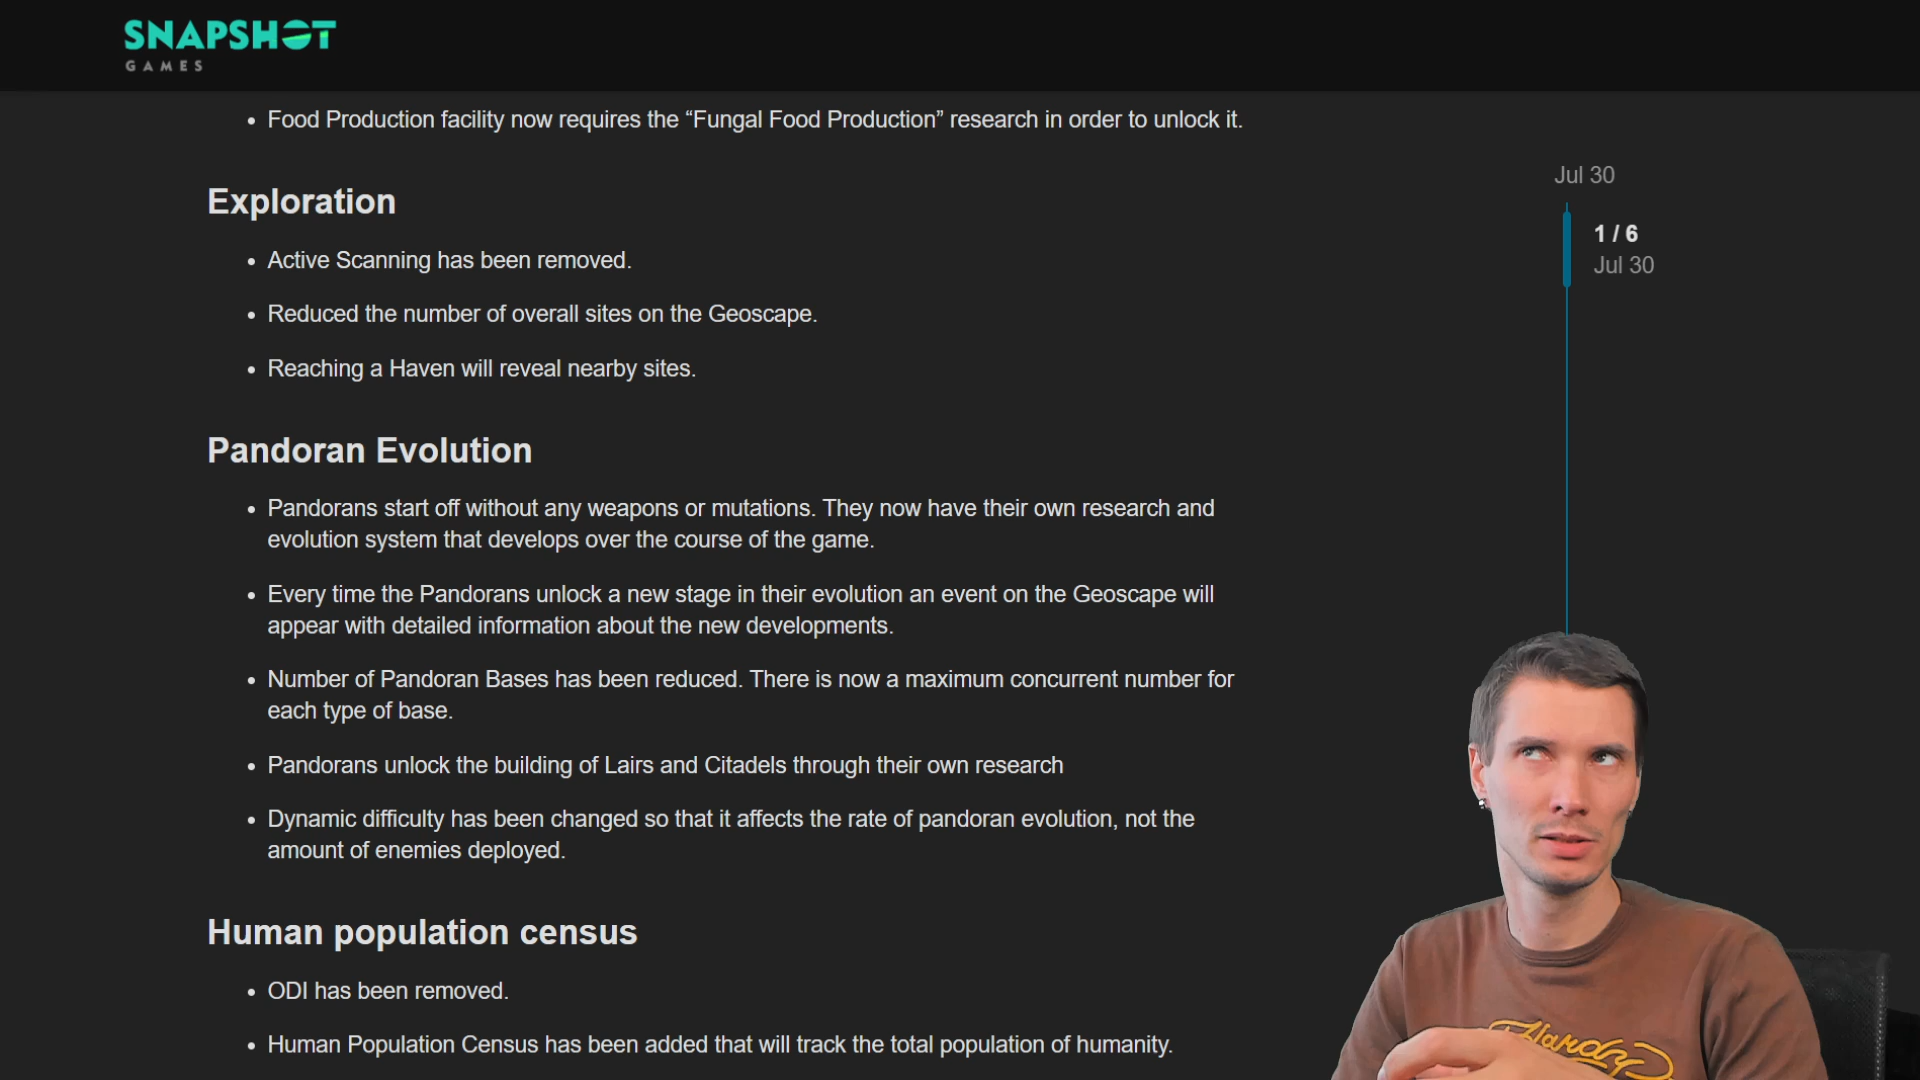 SNAPSHOT
GAMES
• Food Production facility now requires the “Fungal Food Production” research in order to unlock it.
Jul 30
1 / 6
Jul 30
Exploration
• Active Scanning has been removed.
• Reduced the number of overall sites on the Geoscape.
• Reaching a Haven will reveal nearby sites.
Pandoran Evolution
• Pandorans start off without any weapons or mutations. They now have their own research and
evolution system that develops over the course of the game.
• Every time the Pandorans unlock a new stage in their evolution an event on the Geoscape will
appear with detailed information about the new developments.
• Number of Pandoran Bases has been reduced. There is now a maximum concurrent number for
each type of base.
• Pandorans unlock the building of Lairs and Citadels through their own research
• Dynamic difficulty has been changed so that it affects the rate of pandoran evolution, not the
amount of enemies deployed.
Human population census
• ODI has been removed.
• Human Population Census has been added that will track the total population of humanity.
Hardy